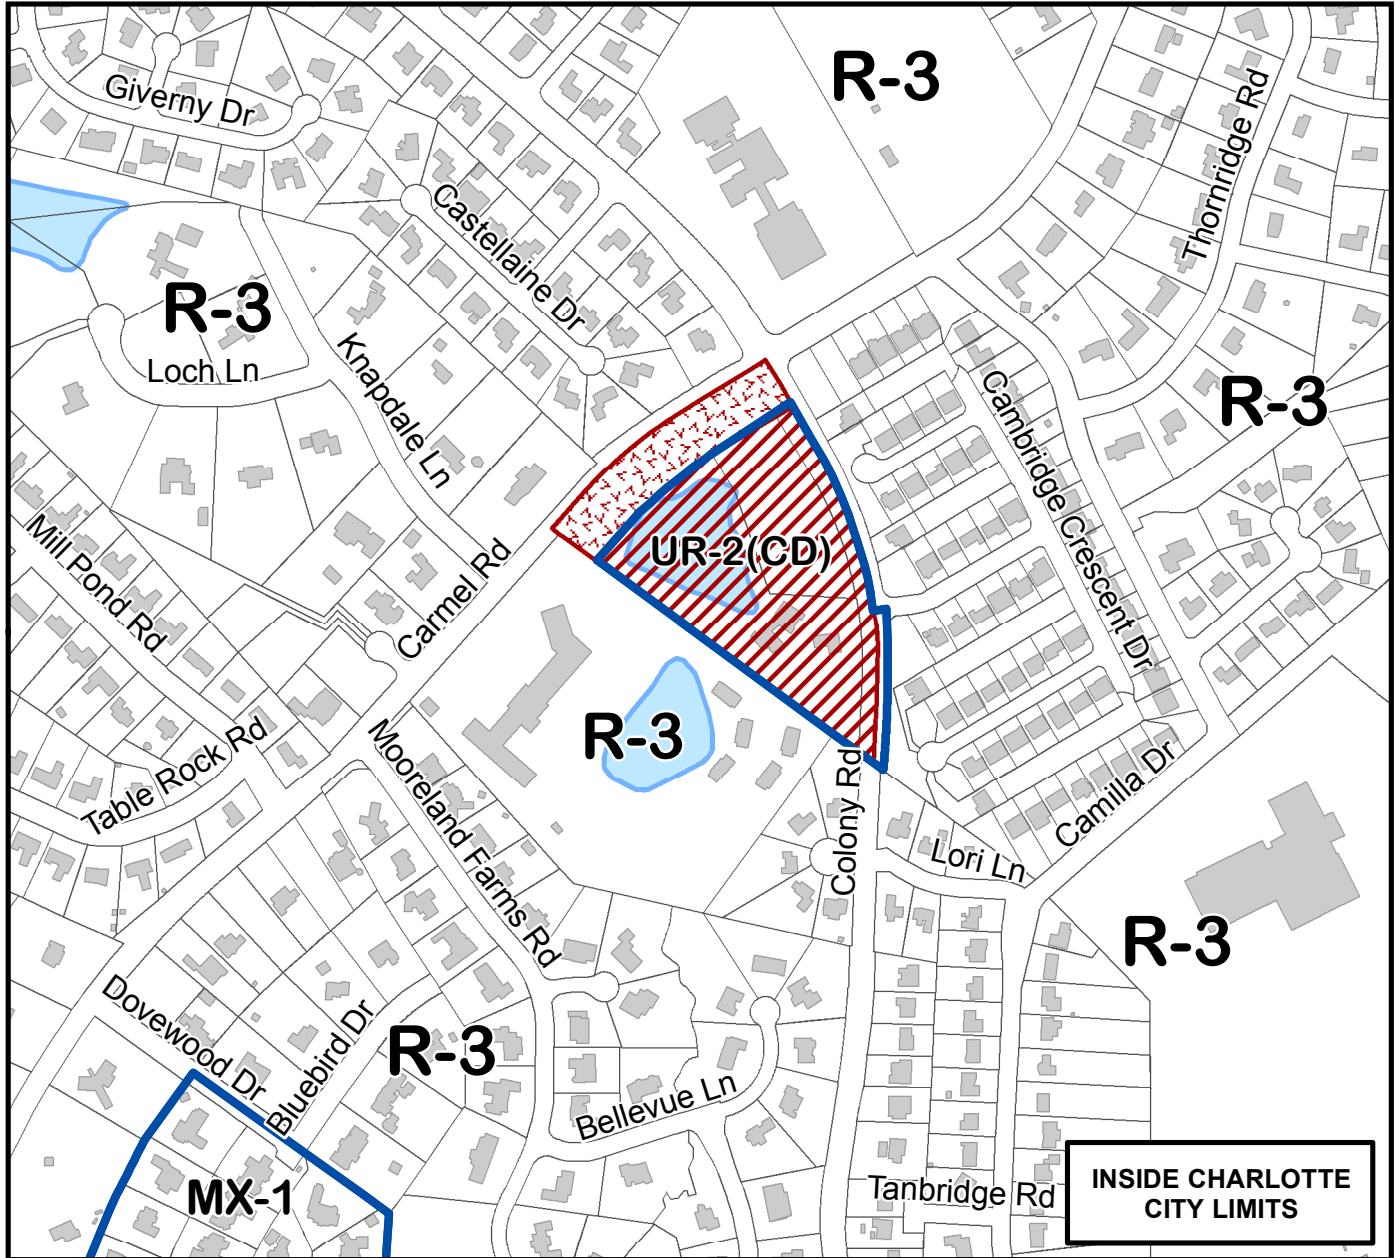 R-3
Giverny Dr
Thornridge Rd
Castellaine Dr
R-3
Loch Ln
Knapdale Ln
Cambridge Crescent Dr
R-3
Mill Pond Rd
Carmel Rd
UR-2(CD)
R-3
Table Rock Rd
Mooreland Farms Rd
Colony Rd
Camilla Dr
Lori Ln
R-3
Dovewood Dr
Bluebird Dr
R-3
Bellevue Ln
MX-1
Tanbridge Rd
INSIDE CHARLOTTE
CITY LIMITS